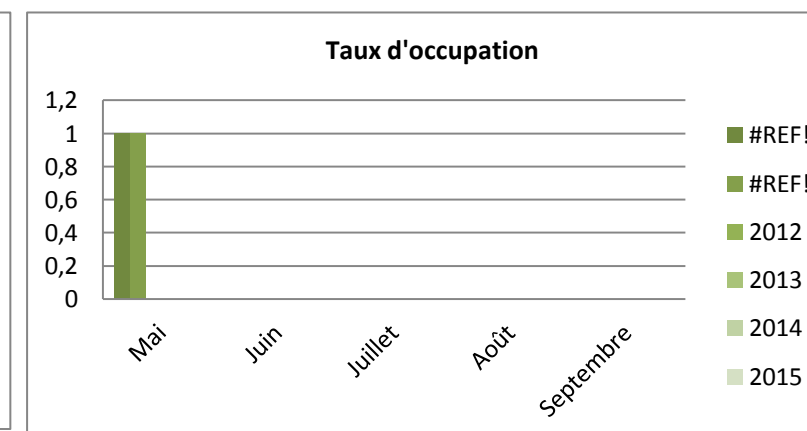 Taux d'occupation
1,2
1
0,8
0,6
0,4
0,2
0
Mai
Juin
Juillet
Août
Septembre
#REF!
#REF!
2012
2013
2014
2015